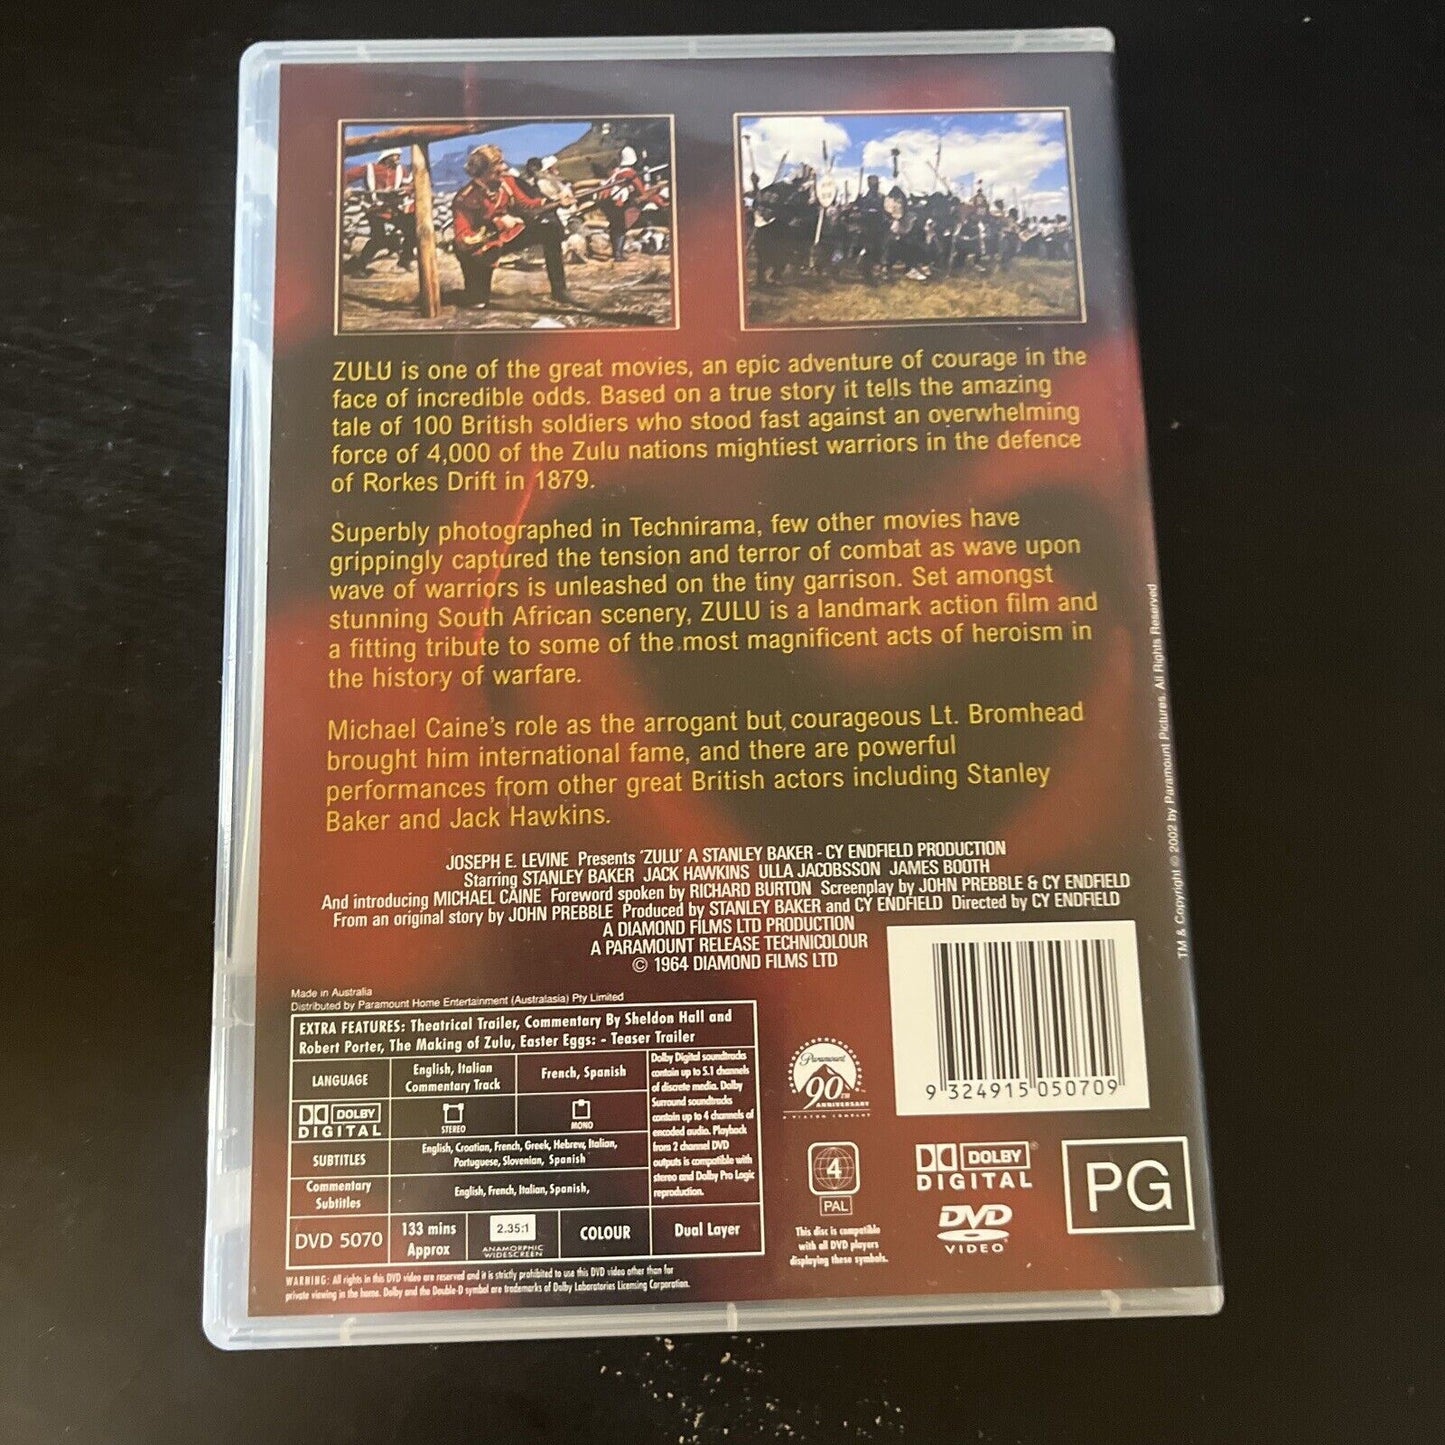 ZULU is one of the great movies, an epic adventure of courage in the
face of incredible odds. Based on a true story it tells the amazing
tale of 100 British soldiers who stood fast against an overwhelming
force of 4,000 of the Zulu nations mightiest warriors in the defence
of Rorkes Drift in 1879.
Superbly photographed in Technirama, few other movies have
grippingly captured the tension and terror of combat as wave upon
wave of warriors is unleashed on the tiny garrison. Set amongst
stunning South African scenery, ZULU is a landmark action film and
a fitting tribute to some of the most magnificent acts of heroism in
the history of warfare.
Michael Caine's role as the arrogant but courageous Lt. Bromhead
brought him international fame, and there are powerful
performances from other great British actors including Stanley
Baker and Jack Hawkins.
JOSEPH E. LEVINE Presents 'ZULU' A STANLEY BAKER - CY ENDFIELD PRODUCTION
Starring STANLEY BAKER JACK HAWKINS ULLA JACOBSSON JAMES BOOTH
And introducing MICHAEL CAINE Foreword spoken by RICHARD BURTON Screenplay by JOHN PREBBLE & CY ENDFIELD
From an original story by JOHN PREBBLE Produced by STANLEY BAKER and CY ENDFIELD Directed by CY ENDFIELD
A DIAMOND FILMS LTD PRODUCTION
A PARAMOUNT RELEASE TECHNICOLOUR
© 1964 DIAMOND FILMS LTD
TM & Copyright © 2002 by Paramount Pictures. All Rights Reserved
Made in Australia
Distributed by Paramount Home Entertainment (Australasia) Pty Limited
EXTRA FEATURES: Theatrical Trailer, Commentary By Sheldon Hall and
Robert Porter, The Making of Zulu, Easter Eggs: - Teaser Trailer
LANGUAGE
English, Italian
Commentary Track
French, Spanish
DOLBY
DIGITAL
STEREO
MONO
SUBTITLES
English, Croatian, French, Greek, Hebrew, Italian,
Portuguese, Slovenian, Spanish
Commentary
Subtitles
English, French, Italian, Spanish,
Dolby Digital soundtracks
contain up to 5.1 channels
of discrete media. Dolby
Surround soundtracks
contain up to 4 channels of
encoded audio. Playback
from 2 channel DVD
outputs is compatible with
stereo and Dolby Pro Logic
reproduction.
DVD 5070
133 mins
Approx
2.35:1
ANAMORPHIC
WIDESCREEN
COLOUR
Dual Layer
WARNING: All rights in this DVD video are reserved and it is strictly prohibited to use this DVD video other than for
private viewing in the home. Dolby and the Double-D symbol are trademarks of Dolby Laboratories Licensing Corporation.
Paramount
90TH
ANNIVERSARY
A VIACOM COMPANY
9 324915 050709
4
PAL
This disc is compatible
with all DVD players
displaying these symbols.
DOLBY
DIGITAL
DVD
VIDEO
PG